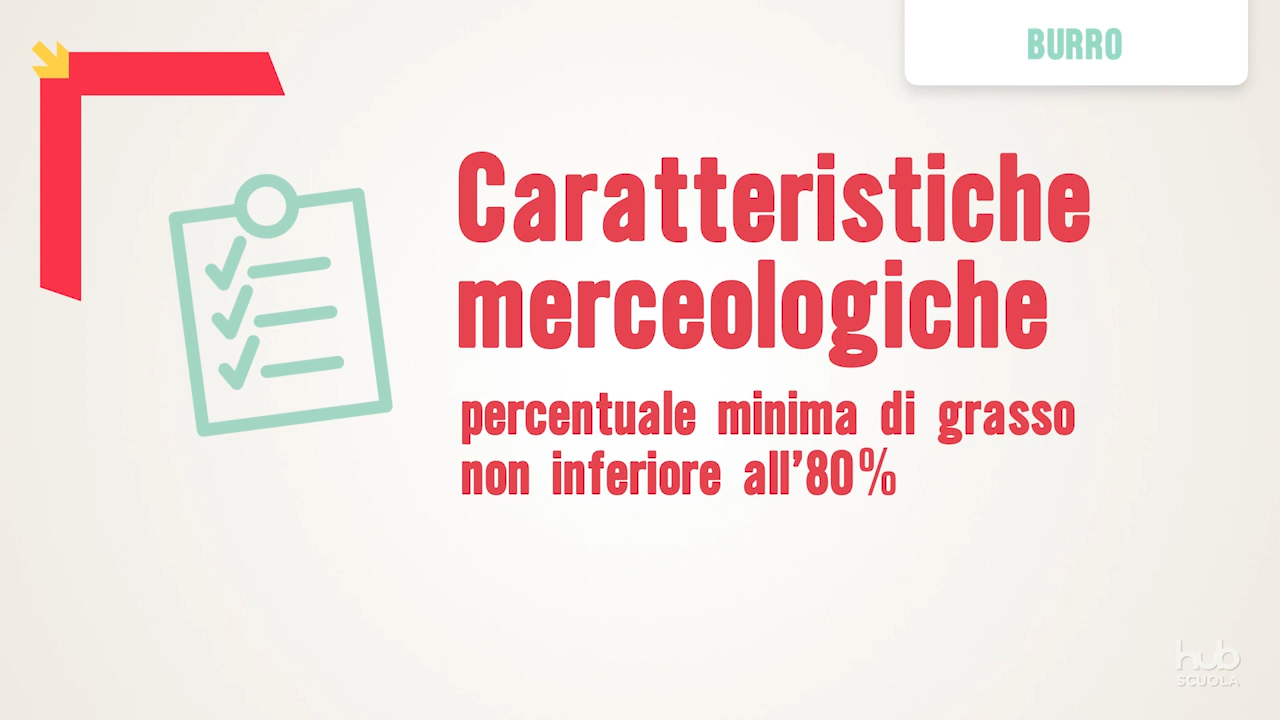 BURRO
Caratteristiche
merceologiche
percentuale minima di grasso
non inferiore all'80%
hub
SCUOLA